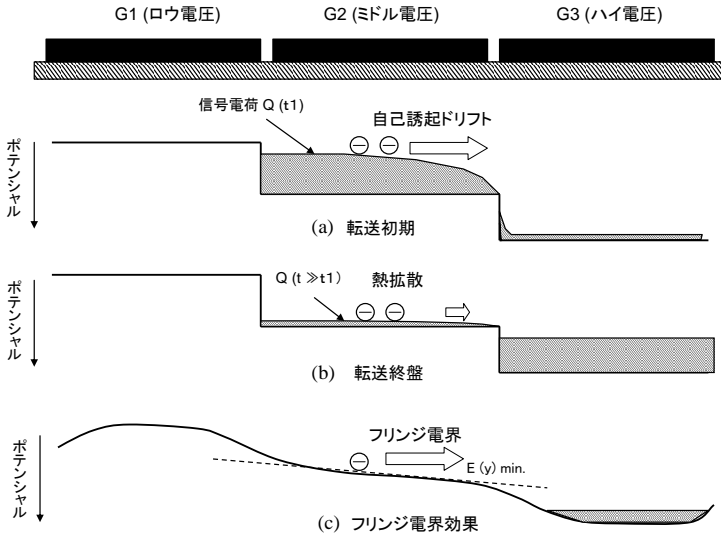 G1 (ロウ電圧)
G2 (ミドル電圧)
G3 (ハイ電圧)
信号電荷 Q (t1)
自己誘起ドリフト
ポテンシャル
(a) 転送初期
Q (t ≫t1)
熱拡散
ポテンシャル
(b) 転送終盤
フリンジ電界
E (y) min.
ポテンシャル
(c) フリンジ電界効果